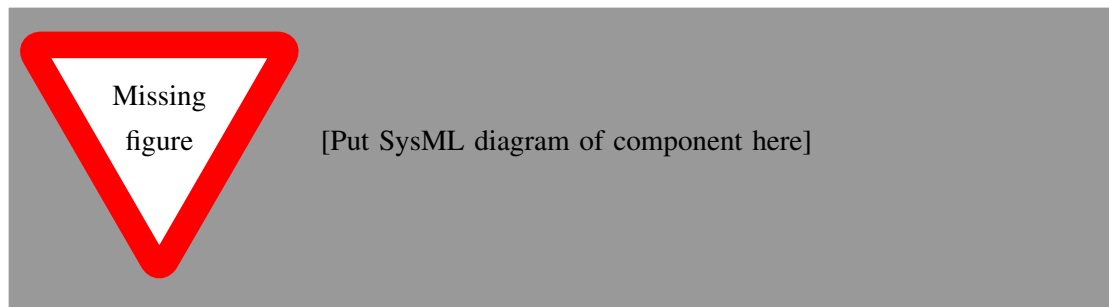 Missing
figure
[Put SysML diagram of component here]